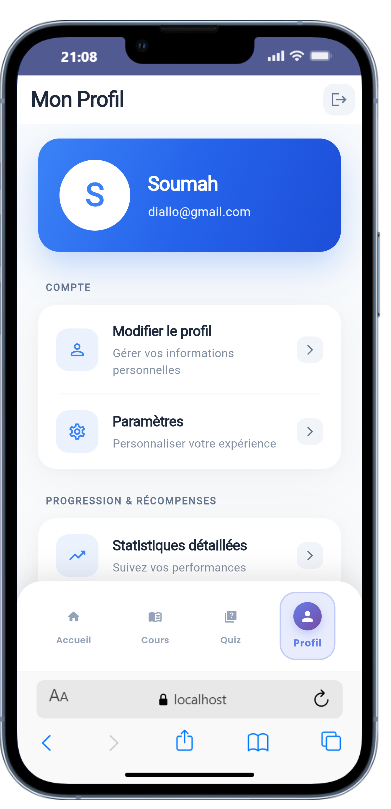 21:08
Mon Profil
S
Soumah
diallo@gmail.com
COMPTE
Modifier le profil
Gérer vos informations
personnelles
Paramètres
Personnaliser votre expérience
PROGRESSION & RÉCOMPENSES
Statistiques détaillées
Suivez vos performances
Accueil
Cours
Quiz
Profil
AA
localhost